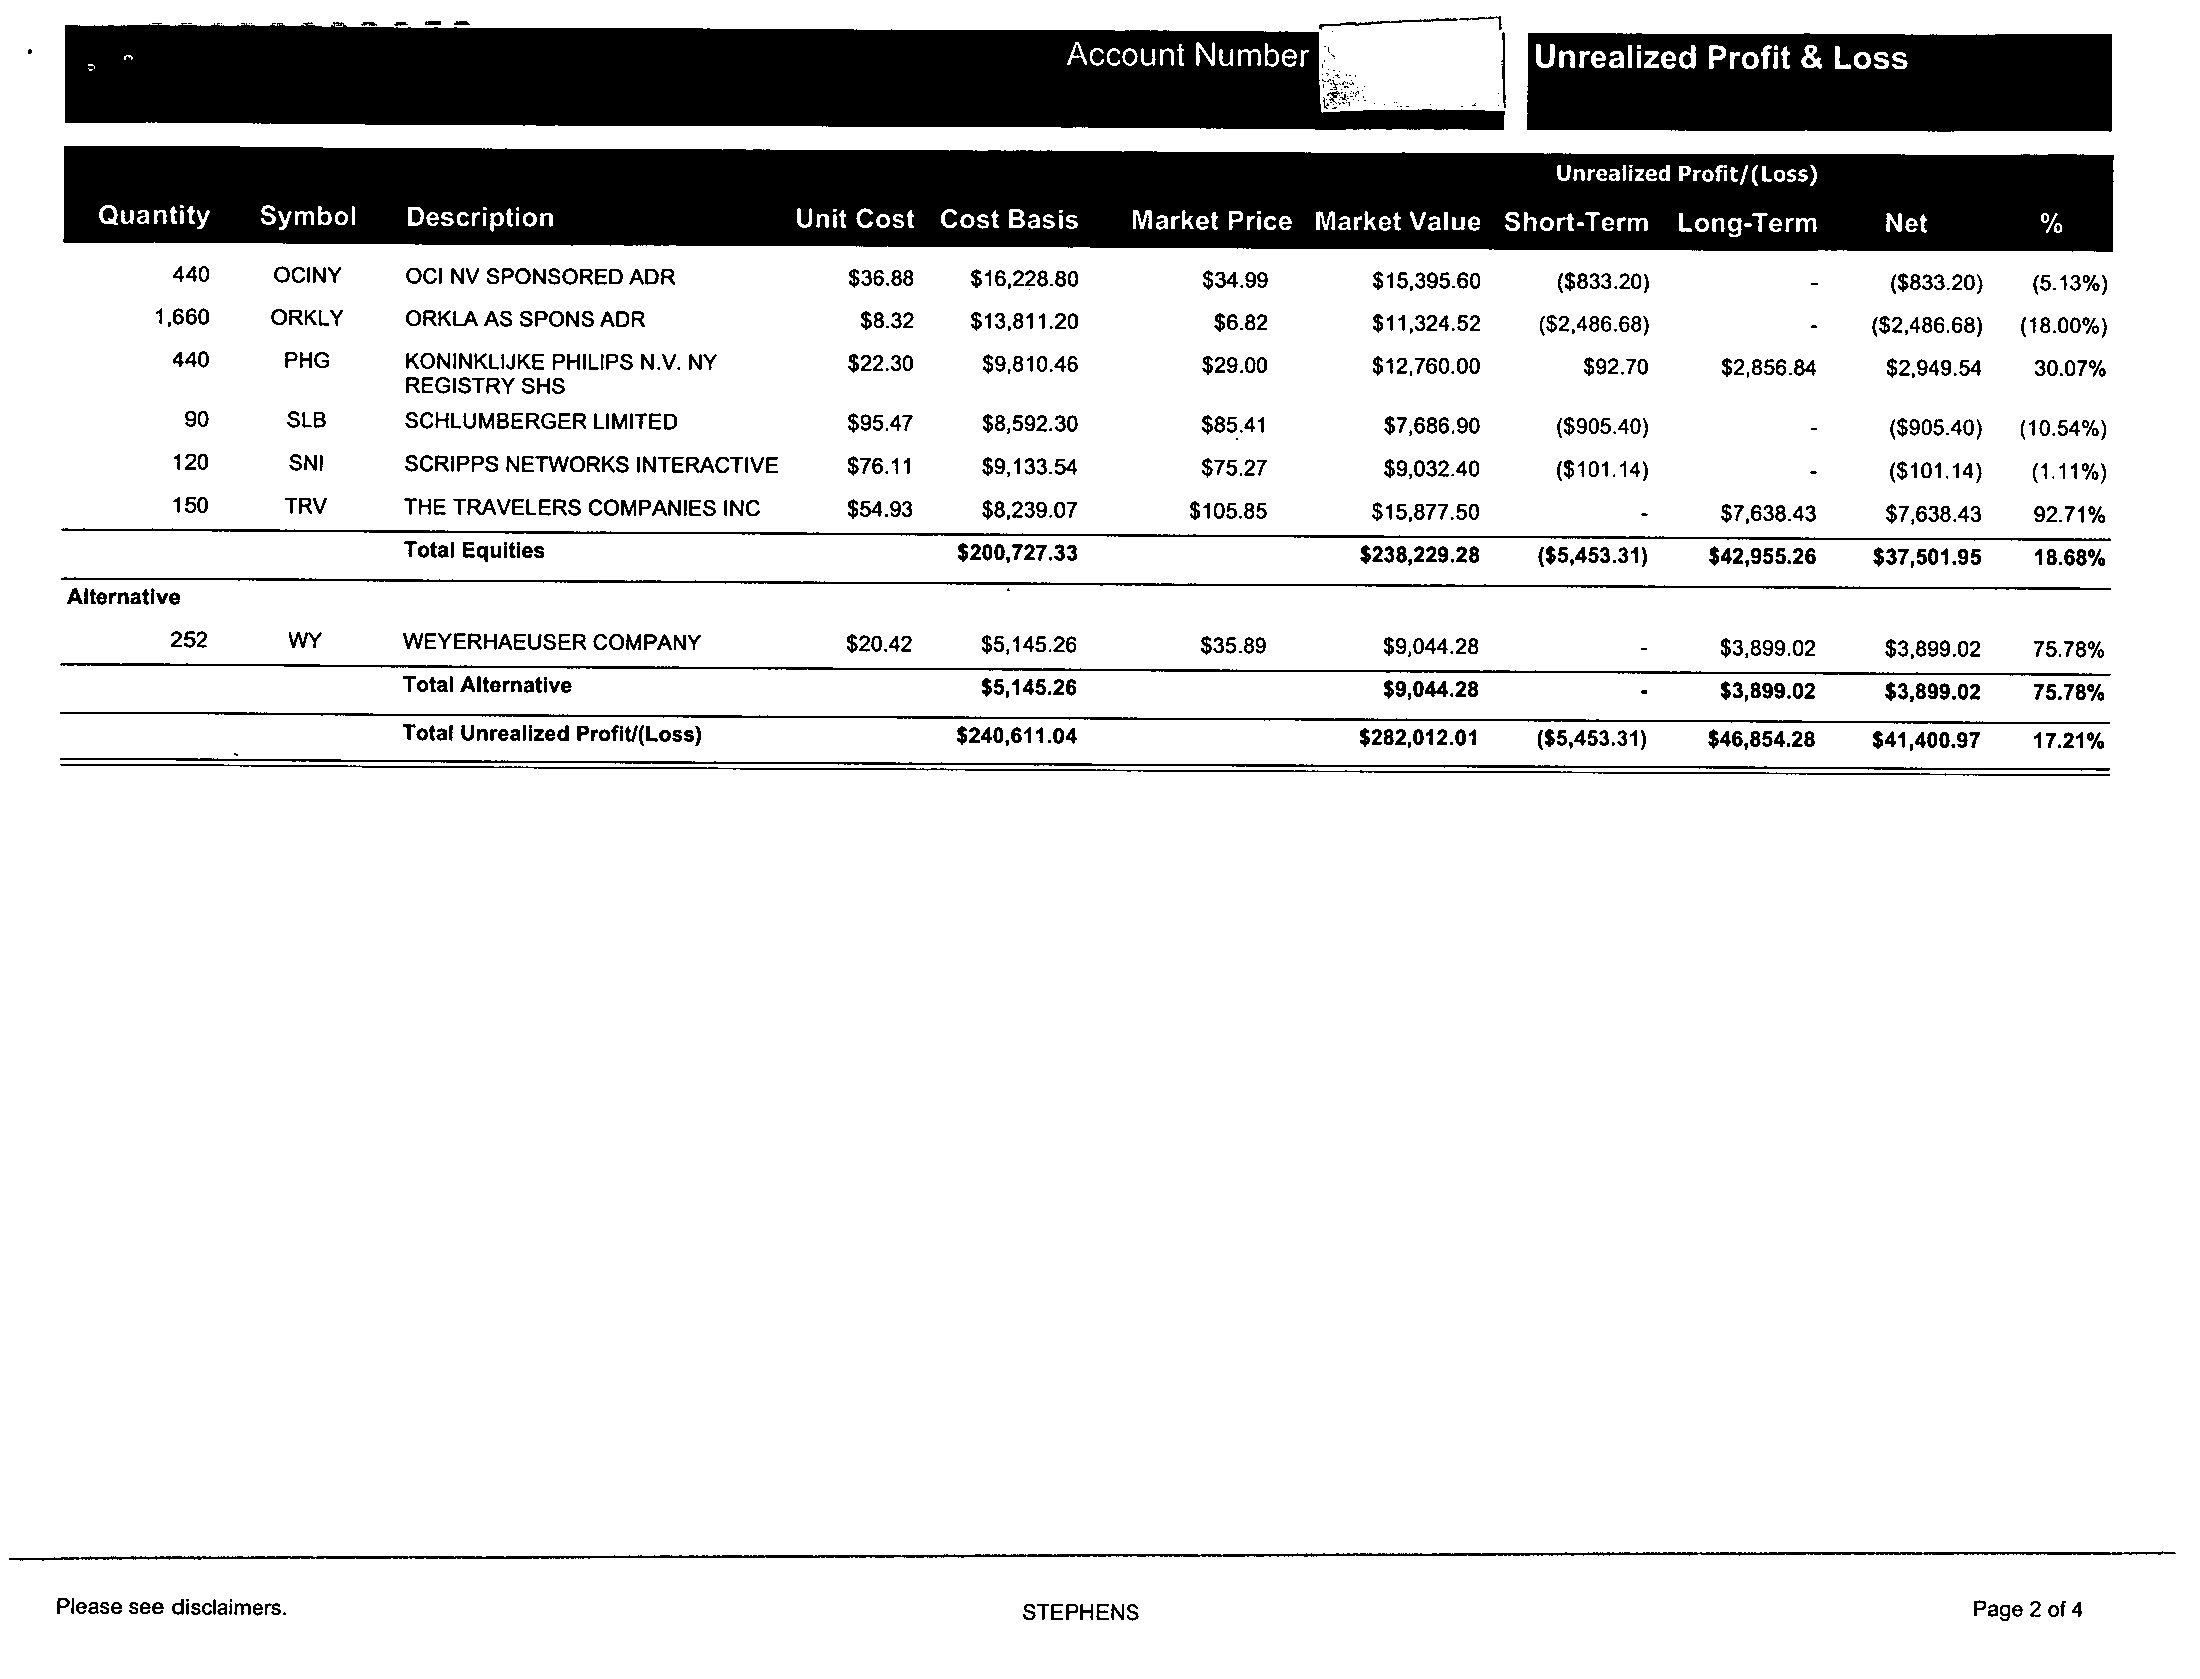 Account Number Unrealized Profit & Loss
Unrealized Profit/(Loss)
Quantity Symbol Description Unit Cost Cost Basis Market Price Market Value Short-Term Long-Term Net %
440 OCINY OCI NV SPONSORED ADR $36.88 $16,228.80 $34.99 $15,395.60 ($833.20) - ($833.20) (5.13%)
1,660 ORKLY ORKLA AS SPONS ADR $8.32 $13,811.20 $6.82 $11,324.52 ($2,486.68) - ($2,486.68) (18.00%)
440 PHG KONINKLIJKE PHILIPS N.V. NY $22.30 $9,810.46 $29.00 $12,760.00 $92.70 $2,856.84 $2,949.54 30.07%
REGISTRY SHS
90 SLB SCHLUMBERGER LIMITED $95.47 $8,592.30 $85.41 $7,686.90 ($905.40) - ($905.40) (10.54%)
120 SNI SCRIPPS NETWORKS INTERACTIVE $76.11 $9,133.54 $75.27 $9,032.40 ($101.14) - ($101.14) (1.11%)
150 TRV THE TRAVELERS COMPANIES INC $54.93 $8,239.07 $105.85 $15,877.50 - $7,638.43 $7,638.43 92.71%
Total Equities $200,727.33 $238,229.28 ($5,453.31) $42,955.26 $37,501.95 18.68%
Alternative
252 WY WEYERHAEUSER COMPANY $20.42 $5,145.26 $35.89 $9,044.28 - $3,899.02 $3,899.02 75.78%
Total Alternative $5,145.26 $9,044.28 - $3,899.02 $3,899.02 75.78%
Total Unrealized Profit/(Loss) $240,611.04 $282,012.01 ($5,453.31) $46,854.28 $41,400.97 17.21%
Please see disclaimers. STEPHENS Page 2 of 4